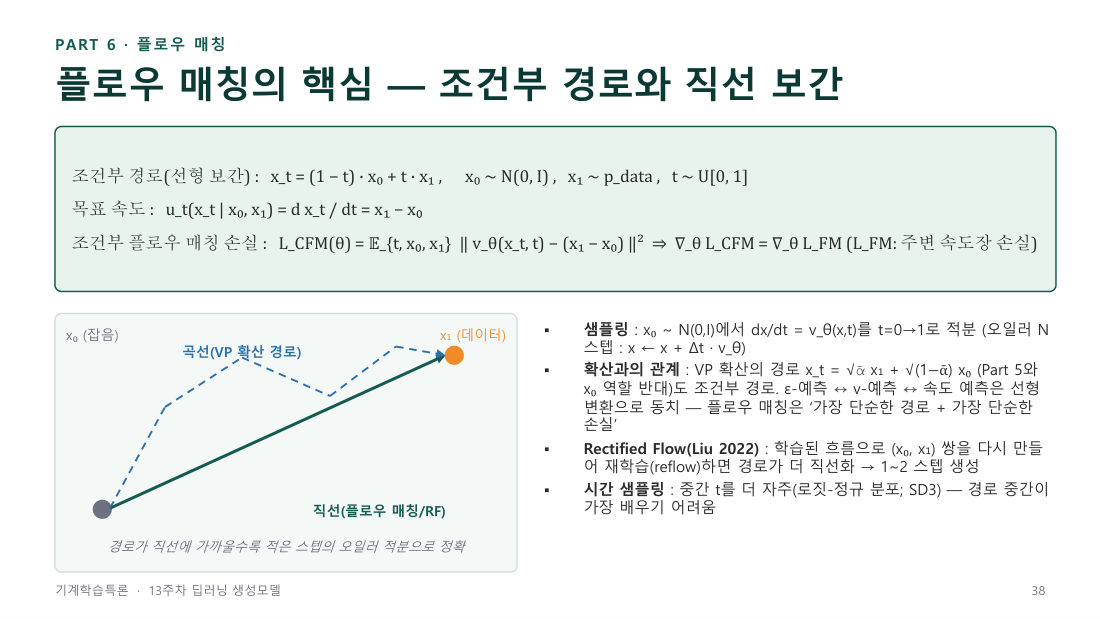 PART 6 · 플로우 매칭
플로우 매칭의 핵심 — 조건부 경로와 직선 보간
조건부 경로(선형 보간) : x_t = (1 − t) · x₀ + t · x₁ , x₀ ~ N(0, I) , x₁ ~ p_data , t ~ U[0, 1]
목표 속도 : u_t(x_t | x₀, x₁) = d x_t / dt = x₁ − x₀
조건부 플로우 매칭 손실 : L_CFM(θ) = 𝔼_{t, x₀, x₁} ‖ v_θ(x_t, t) − (x₁ − x₀) ‖² ⇒ ∇_θ L_CFM = ∇_θ L_FM (L_FM: 주변 속도장 손실)
x₀ (잡음)
x₁ (데이터)
곡선(VP 확산 경로)
직선(플로우 매칭/RF)
경로가 직선에 가까울수록 적은 스텝의 오일러 적분으로 정확
▪ 샘플링 : x₀ ~ N(0,I)에서 dx/dt = v_θ(x,t)를 t=0→1로 적분 (오일러 N
스텝 : x ← x + Δt · v_θ)
▪ 확산과의 관계 : VP 확산의 경로 x_t = √ᾱ x₁ + √(1−ᾱ) x₀ (Part 5와
x₀ 역할 반대)도 조건부 경로. ε-예측 ↔ v-예측 ↔ 속도 예측은 선형
변환으로 동치 — 플로우 매칭은 ‘가장 단순한 경로 + 가장 단순한
손실’
▪ Rectified Flow(Liu 2022) : 학습된 흐름으로 (x₀, x₁) 쌍을 다시 만들
어 재학습(reflow)하면 경로가 더 직선화 → 1~2 스텝 생성
▪ 시간 샘플링 : 중간 t를 더 자주(로짓-정규 분포; SD3) — 경로 중간이
가장 배우기 어려움
기계학습특론 · 13주차 딥러닝 생성모델
38